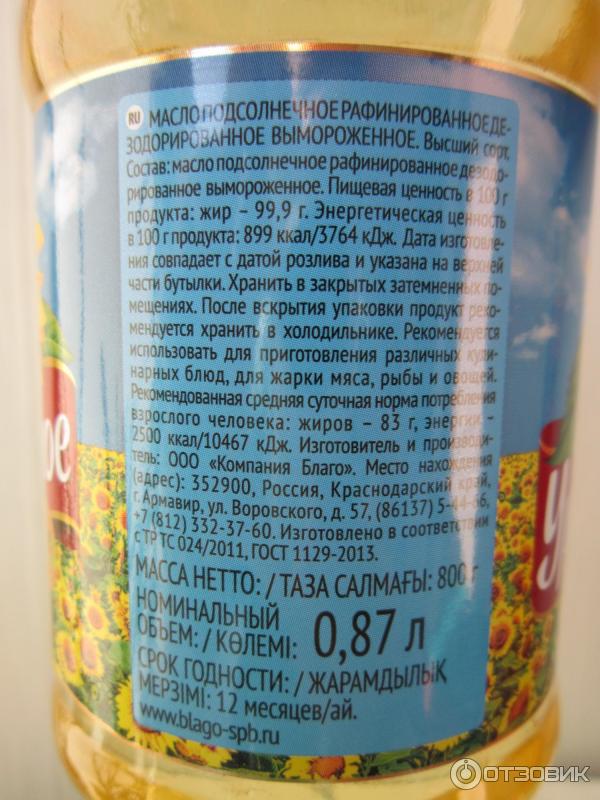 RU МАСЛО ПОДСОЛНЕЧНОЕ РАФИНИРОВАННОЕ ДЕ-
ЗОДОРИРОВАННОЕ ВЫМОРОЖЕННОЕ. Высший сорт.
Состав: масло подсолнечное рафинированное дезодо-
рированное вымороженное. Пищевая ценность в 100 г
продукта: жир – 99,9 г. Энергетическая ценность
в 100 г продукта: 899 ккал/3764 кДж. Дата изготовле-
ния совпадает с датой розлива и указана на верхней
части бутылки. Хранить в закрытых затемненных по-
мещениях. После вскрытия упаковки продукт реко-
мендуется хранить в холодильнике. Рекомендуется
использовать для приготовления различных кули-
нарных блюд, для жарки мяса, рыбы и овощей.
Рекомендованная средняя суточная норма потребления
взрослого человека: жиров – 83 г, энергии –
2500 ккал/10467 кДж. Изготовитель и производи-
тель: ООО «Компания Благо». Место нахождения
(адрес): 352900, Россия, Краснодарский край,
г. Армавир, ул. Воровского, д. 57, (86137) 5-44-66,
+7 (812) 332-37-60. Изготовлено в соответствии
с ТР ТС 024/2011, ГОСТ 1129-2013.
МАССА НЕТТО: / ТАЗА САЛМАҒЫ: 800 г
НОМИНАЛЬНЫЙ
ОБЪЕМ: / КӨЛЕМІ: 0,87 л
СРОК ГОДНОСТИ: / ЖАРАМДЫЛЫҚ
МЕРЗІМІ: 12 месяцев/ай.
www.blago-spb.ru
ОТЗОВИК